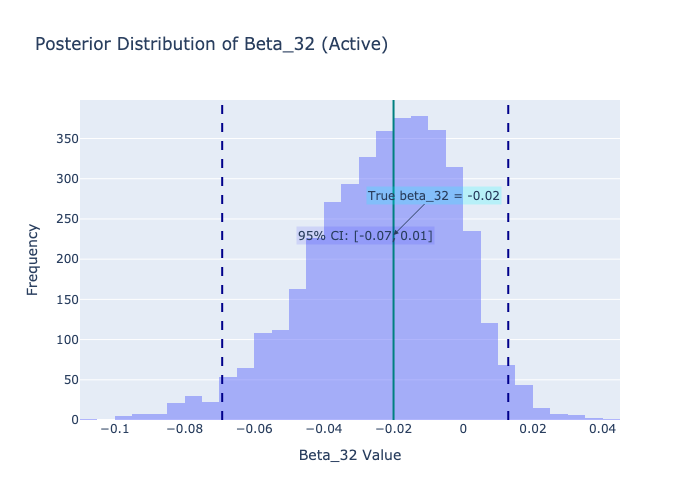 Posterior Distribution of Beta_32 (Active)
350
300
250
200
150
100
50
0
Frequency
True beta_32 = -0.02
95% CI: [-0.07, 0.01]
−0.1 −0.08 −0.06 −0.04 −0.02 0 0.02 0.04
Beta_32 Value